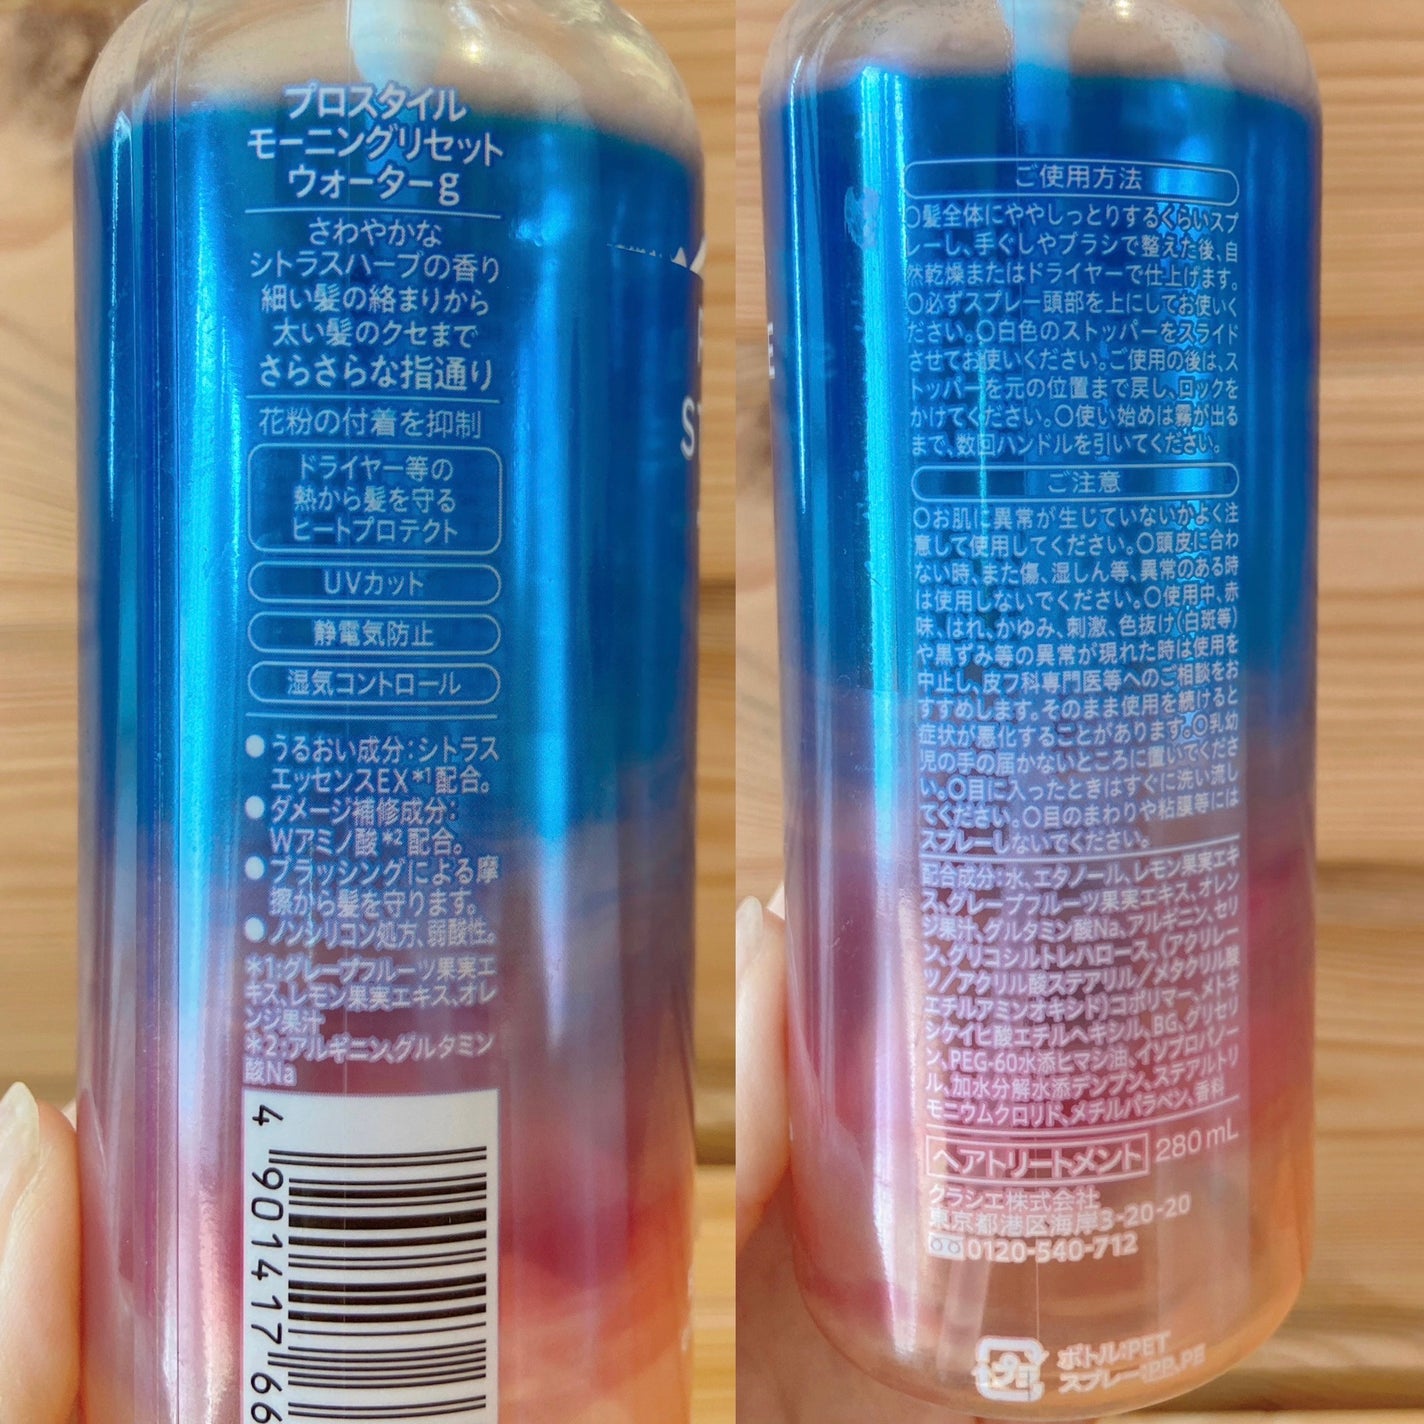 プロスタイル
モーニングリセット
ウォーターg
さわやかな
シトラスハーブの香り
細い髪の絡まりから
太い髪のクセまで
さらさらな指通り
花粉の付着を抑制
ドライヤー等の
熱から髪を守る
ヒートプロテクト
UVカット
静電気防止
湿気コントロール
●うるおい成分:シトラス
エッセンスEX*1配合。
●ダメージ補修成分:
Wアミノ酸*2配合。
●ブラッシングによる摩
擦から髪を守ります。
●ノンシリコン処方、弱酸性。
*1:グレープフルーツ果実エ
キス、レモン果実エキス、オレ
ンジ果汁
*2:アルギニン、グルタミン
酸Na
4 901417 66
E
S
ご使用方法
○髪全体にややしっとりするくらいスプ
レーし、手ぐしやブラシで整えた後、自
然乾燥またはドライヤーで仕上げます。
○必ずスプレー頭部を上にしてお使いく
ださい。○白色のストッパーをスライド
させてお使いください。ご使用の後は、ス
トッパーを元の位置まで戻し、ロックを
かけてください。○使い始めは霧が出る
まで、数回ハンドルを引いてください。
ご注意
○お肌に異常が生じていないかよく注
意して使用してください。○頭皮に合わ
ない時、また傷、湿しん等、異常のある時
は使用しないでください。○使用中、赤
味、はれ、かゆみ、刺激、色抜け(白斑等)
や黒ずみ等の異常が現れた時は使用を
中止し、皮フ科専門医等へのご相談をお
すすめします。そのまま使用を続けると
症状が悪化することがあります。○乳幼
児の手の届かないところに置いてくださ
い。○目に入ったときはすぐに洗い流し
てください。○目のまわりや粘膜等には
スプレーしないでください。
配合成分:水、エタノール、レモン果実エキ
ス、グレープフルーツ果実エキス、オレン
ジ果汁、グルタミン酸Na、アルギニン、セリ
ン、グリコシルトレハロース、(アクリレー
ツ/アクリル酸ステアリル/メタクリル酸
エチルアミンオキシド)コポリマー、メトキ
シケイヒ酸エチルヘキシル、BG、グリセリ
ン、PEG-60水添ヒマシ油、イソプロパノー
ル、加水分解水添デンプン、ステアルトリ
モニウムクロリド、メチルパラベン、香料
ヘアトリートメント 280mL
クラシエ株式会社
東京都港区海岸3-20-20
0120-540-712
プラ
ボトル:PET
スプレー:PP,PE